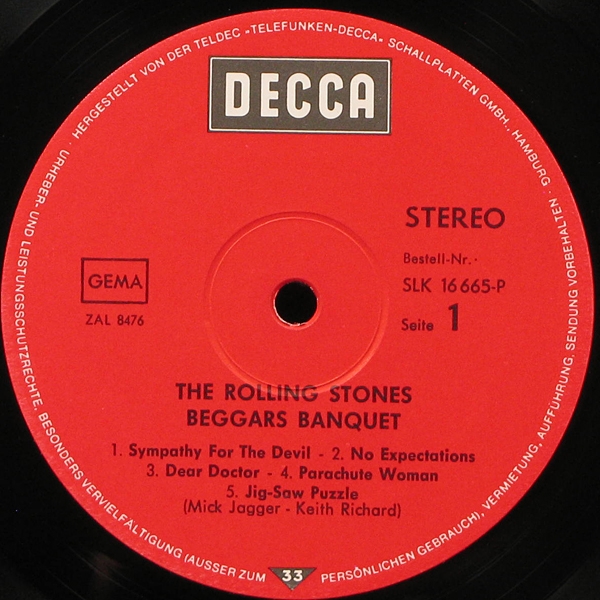 · URHEBER- UND LEISTUNGSSCHUTZRECHTE, BESONDERS VERVIELFÄLTIGUNG (AUSSER ZUM PERSÖNLICHEN GEBRAUCH), VERMIETUNG, AUFFÜHRUNG, SENDUNG VORBEHALTEN · HERGESTELLT VON DER TELDEC »TELEFUNKEN-DECCA« SCHALLPLATTEN GMBH., HAMBURG
DECCA
STEREO
Bestell-Nr.·
GEMA
SLK 16 665-P
ZAL 8476
Seite 1
THE ROLLING STONES
BEGGARS BANQUET
1. Sympathy For The Devil - 2. No Expectations
3. Dear Doctor - 4. Parachute Woman
5. Jig-Saw Puzzle
(Mick Jagger - Keith Richard)
33